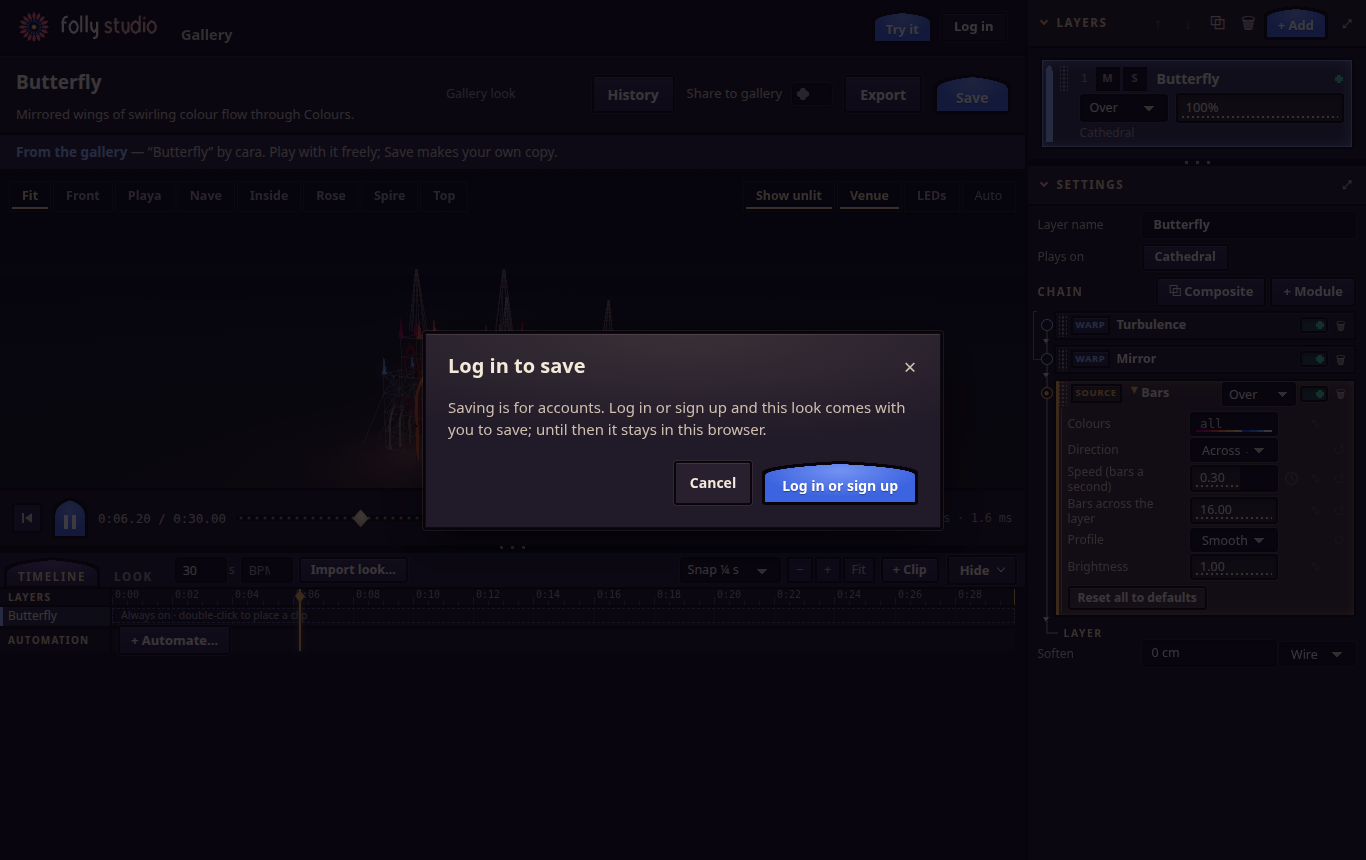 folly studio
Gallery
Try it
Log in
Butterfly
Mirrored wings of swirling colour flow through Colours.
Gallery look
History
Share to gallery
Export
Save
From the gallery — “Butterfly” by cara. Play with it freely; Save makes your own copy.
Fit Front Playa Nave Inside Rose Spire Top
Show unlit Venue LEDs Auto
Log in to save
×
Saving is for accounts. Log in or sign up and this look comes with
you to save; until then it stays in this browser.
Cancel
Log in or sign up
0:06.20 / 0:30.00
s · 1.6 ms
TIMELINE
LOOK
30 s
BPM
Import look...
Snap ¼ s
− + Fit
+ Clip
Hide
LAYERS
0:00 0:02 0:04 0:06 0:08 0:10 0:12 0:14 0:16 0:18 0:20 0:22 0:24 0:26 0:28
Butterfly
Always on · double-click to place a clip
AUTOMATION
+ Automate...
LAYERS
↑ ↓
+ Add
1 M S Butterfly
Over
100%
Cathedral
SETTINGS
Layer name
Butterfly
Plays on
Cathedral
CHAIN
Composite
+ Module
WARP Turbulence
WARP Mirror
SOURCE Bars
Over
Colours
all
Direction
Across
Speed (bars a
second)
0.30
Bars across the
layer
16.00
Profile
Smooth
Brightness
1.00
Reset all to defaults
LAYER
Soften
0 cm
Wire